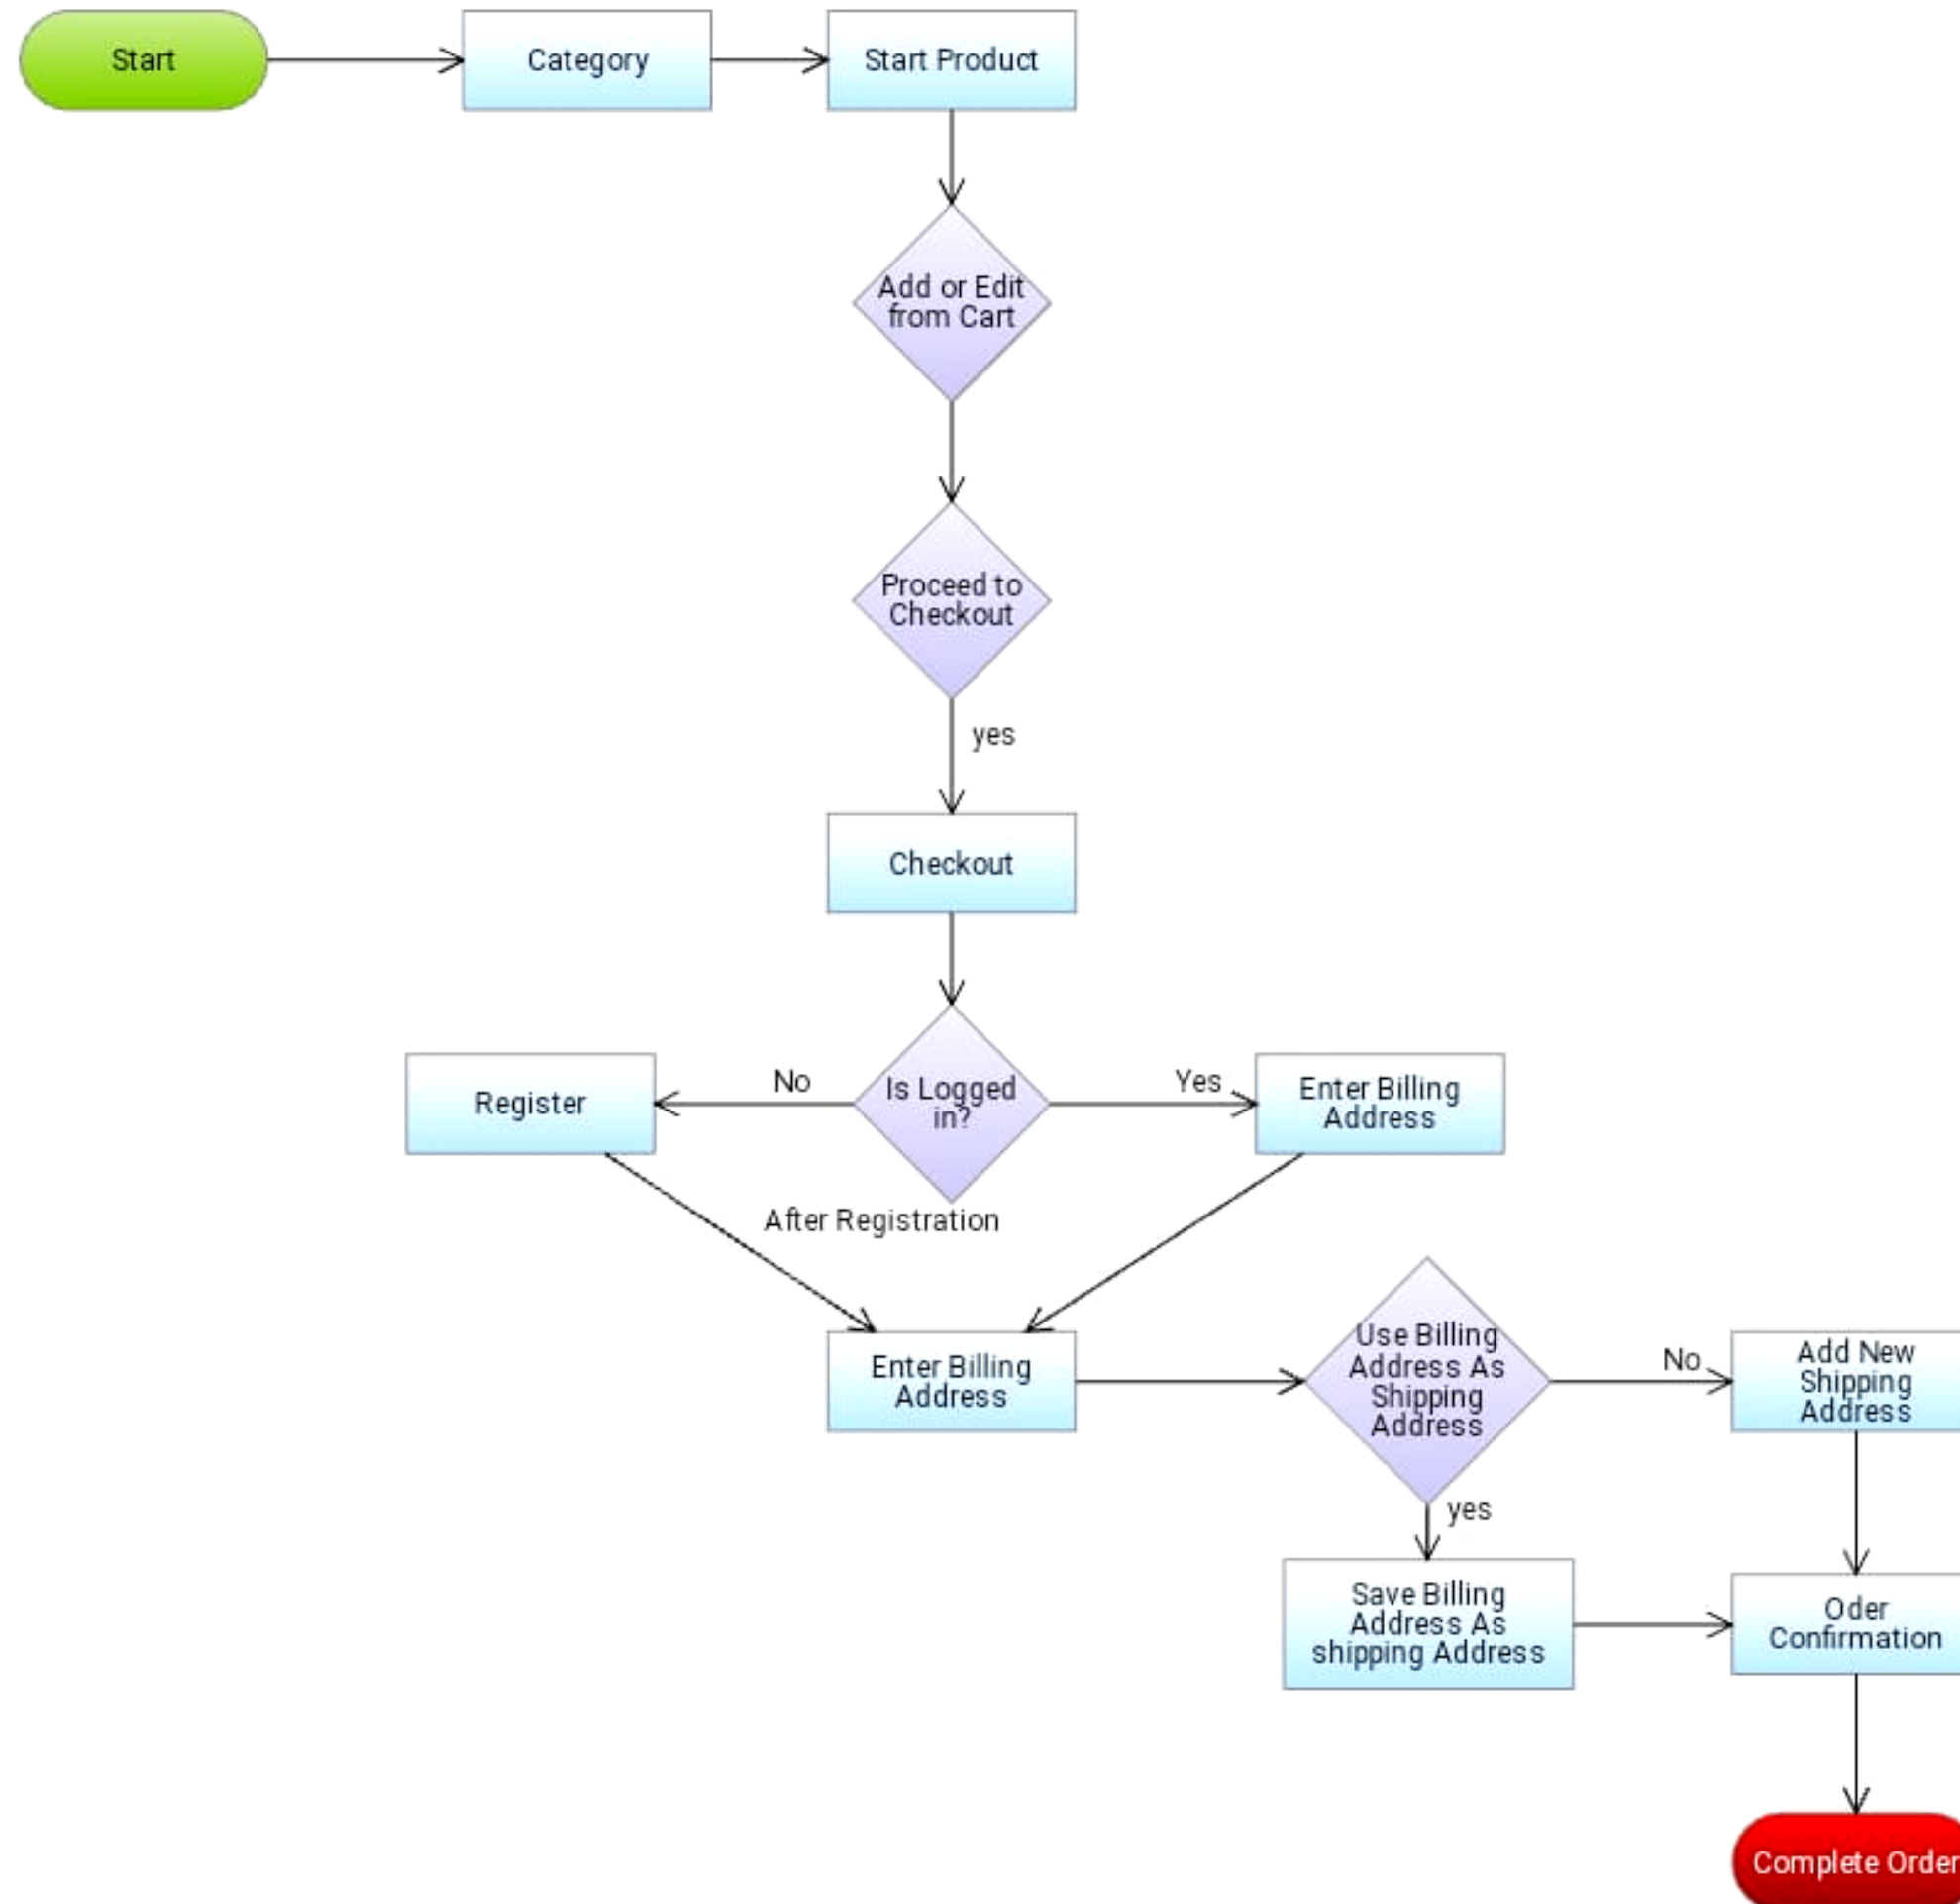 Start
Category
Start Product
Add or Edit
from Cart
Proceed to
Checkout
yes
Checkout
Register
No
Is Logged
in?
Yes
Enter Billing
Address
After Registration
Enter Billing
Address
Use Billing
Address As
Shipping
Address
No
Add New
Shipping
Address
yes
Save Billing
Address As
shipping Address
Oder
Confirmation
Complete Order